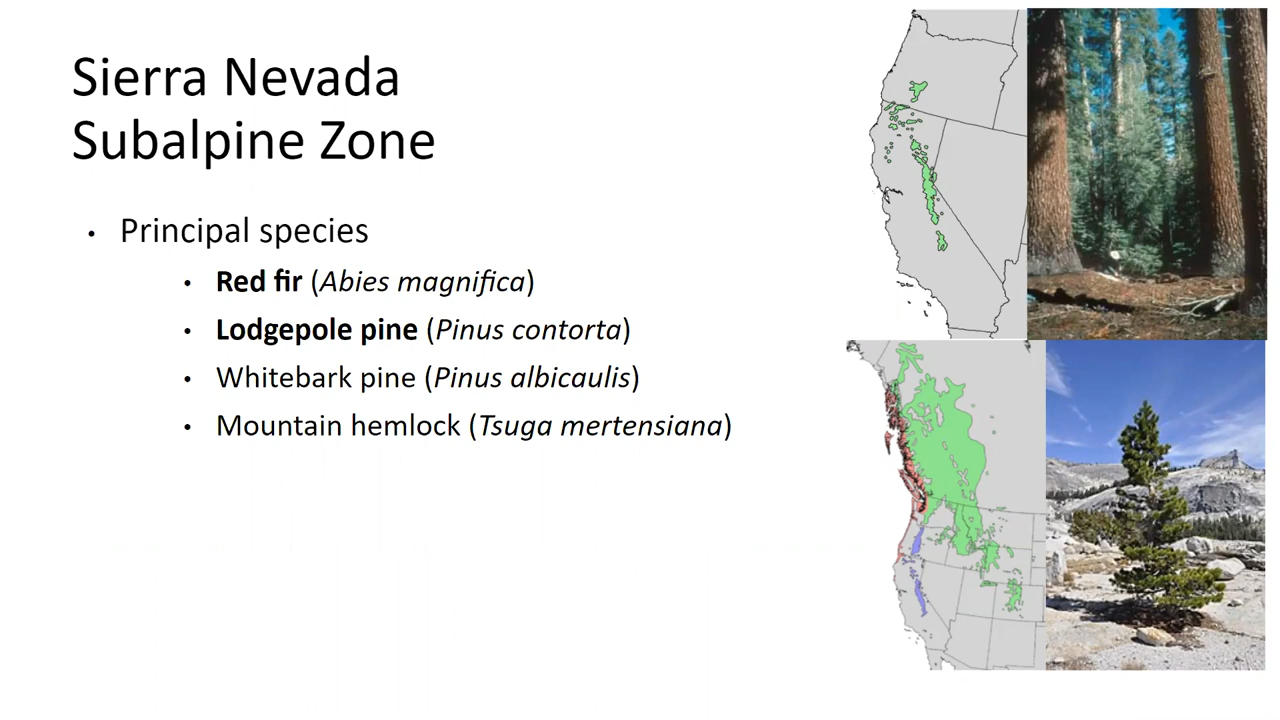 Sierra Nevada
Subalpine Zone
• Principal species
• Red fir (Abies magnifica)
• Lodgepole pine (Pinus contorta)
• Whitebark pine (Pinus albicaulis)
• Mountain hemlock (Tsuga mertensiana)